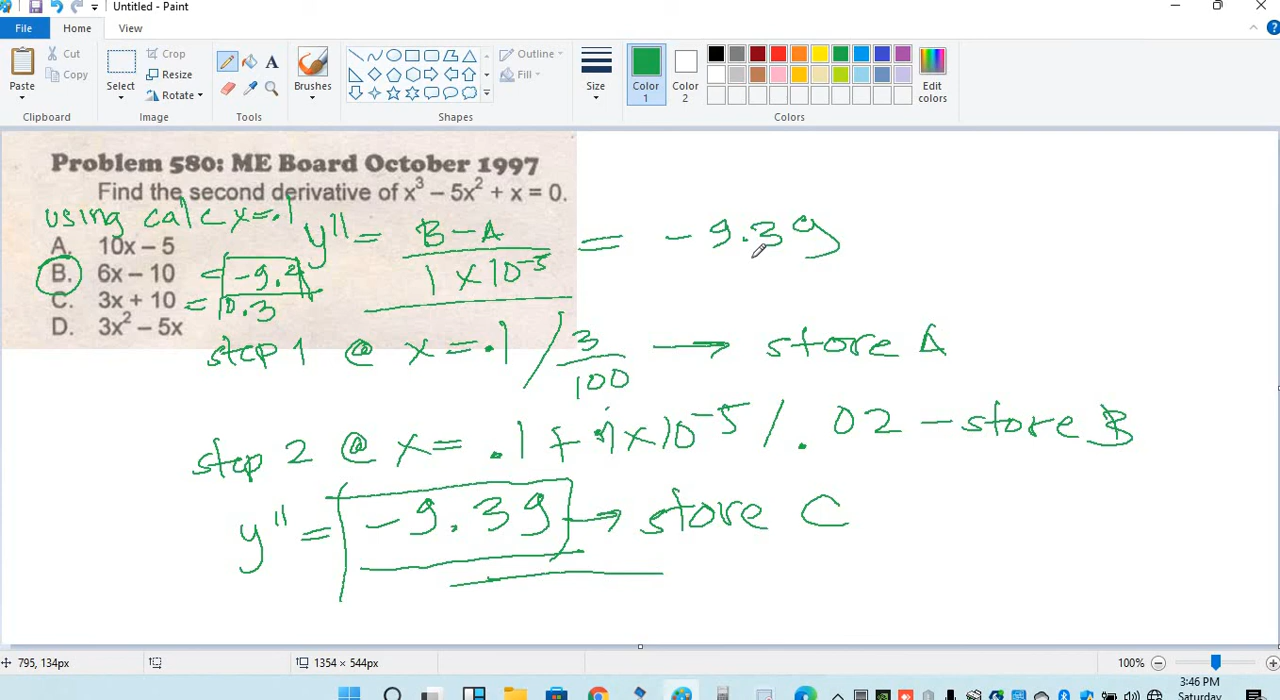 Untitled - Paint
File Home View
Paste
Cut
Copy
Clipboard
Select
Crop
Resize
Rotate
Image
A
Tools
Brushes
Outline
Fill
Shapes
Size
Color 1
Color 2
Colors
Edit colors
Problem 580: ME Board October 1997
Find the second derivative of x³ – 5x² + x = 0.
using calc x=.1
A. 10x – 5
B. 6x – 10 = -9.4
C. 3x + 10 = 10.3
D. 3x² – 5x
y'' = B-A / 1x10⁻⁵ = -9.39
step 1 @ x = .1 / 3/100 → store A
step 2 @ x = .1 + 1x10⁻⁵ / .02 - store B
y'' = -9.39 → store C
795, 134px
1354 × 544px
100%
3:46 PM
Saturday